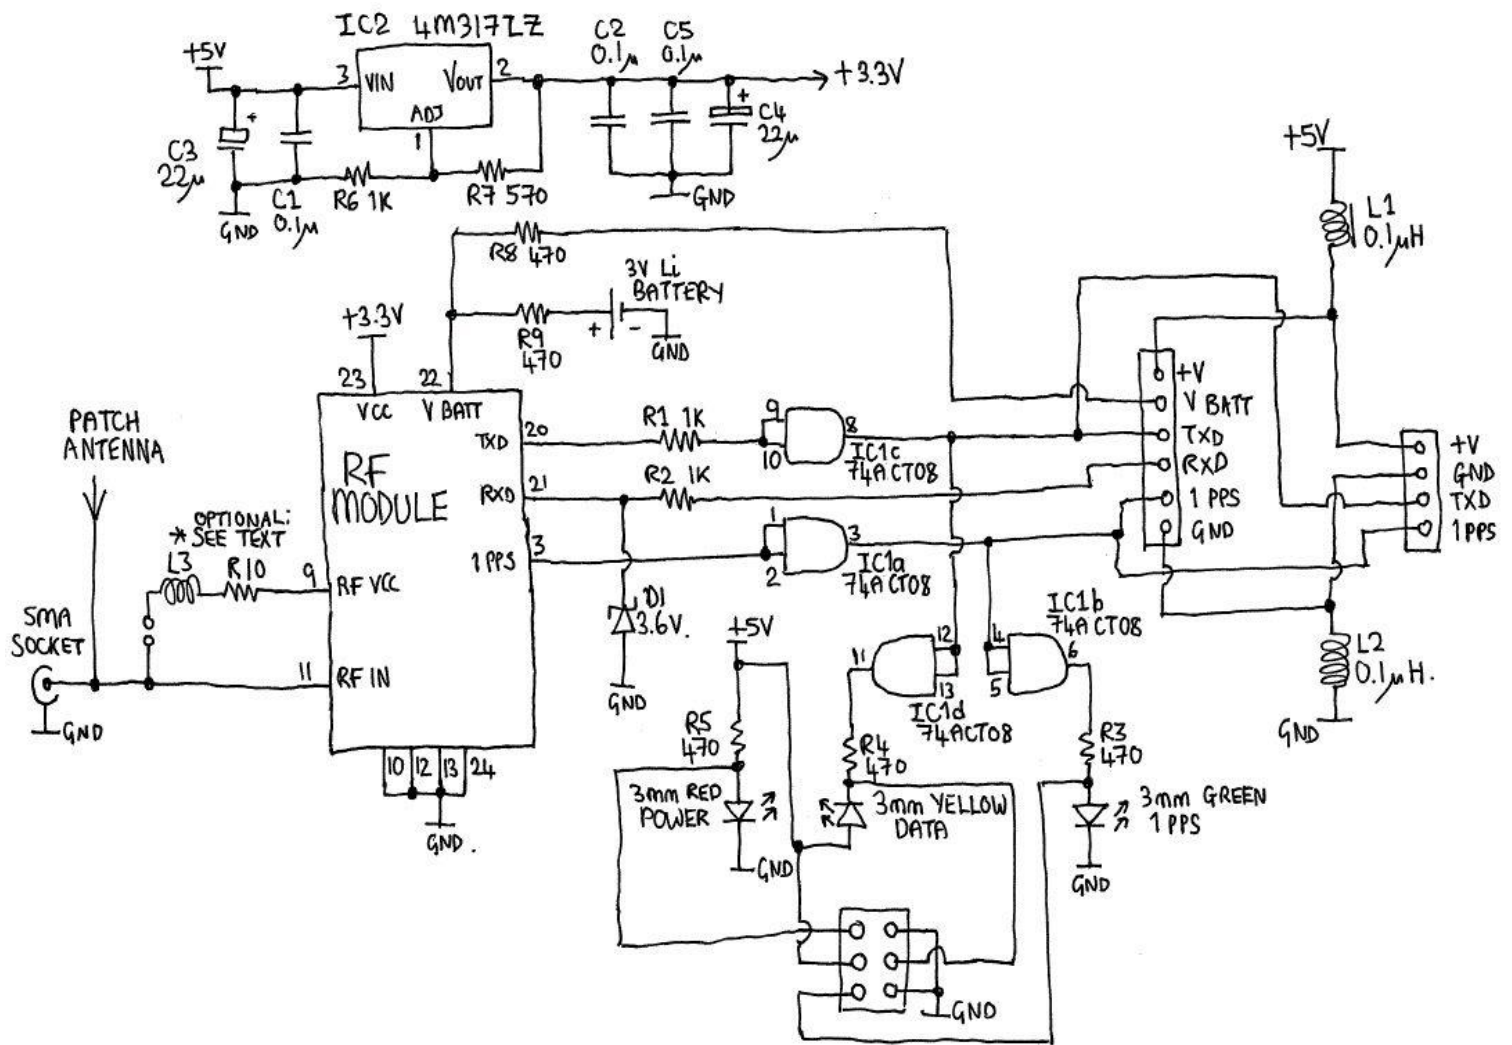 IC2 4M317LZ
+5V
3 VIN
VOUT 2
ADJ
1
C2
0.1µ
C5
0.1µ
+3.3V
+
C3
22µ
C1
0.1µ
R6 1K
R7 570
GND
+
C4
22µ
GND
R8 470
3V Li
BATTERY
+ -
R9
470
GND
+3.3V
23
22
VCC
V BATT
RF
MODULE
TXD 20
RXD 21
1 PPS 3
9 RF VCC
11 RF IN
10 12 13 24
GND.
PATCH
ANTENNA
OPTIONAL:
* SEE TEXT
L3
R10
SMA
SOCKET
GND
R1 1K
9
10
8
IC1c
74ACT08
R2 1K
1
2
3
IC1a
74ACT08
D1
3.6V.
GND
+5V
R5
470
3mm RED
POWER
GND
11
12
13
IC1d
74ACT08
R4
470
3mm YELLOW
DATA
IC1b
74ACT08
4
5
6
R3
470
3mm GREEN
1 PPS
GND
GND
+5V
L1
0.1µH
+V
V BATT
TXD
RXD
1 PPS
GND
+V
GND
TXD
1PPS
L2
0.1µH.
GND